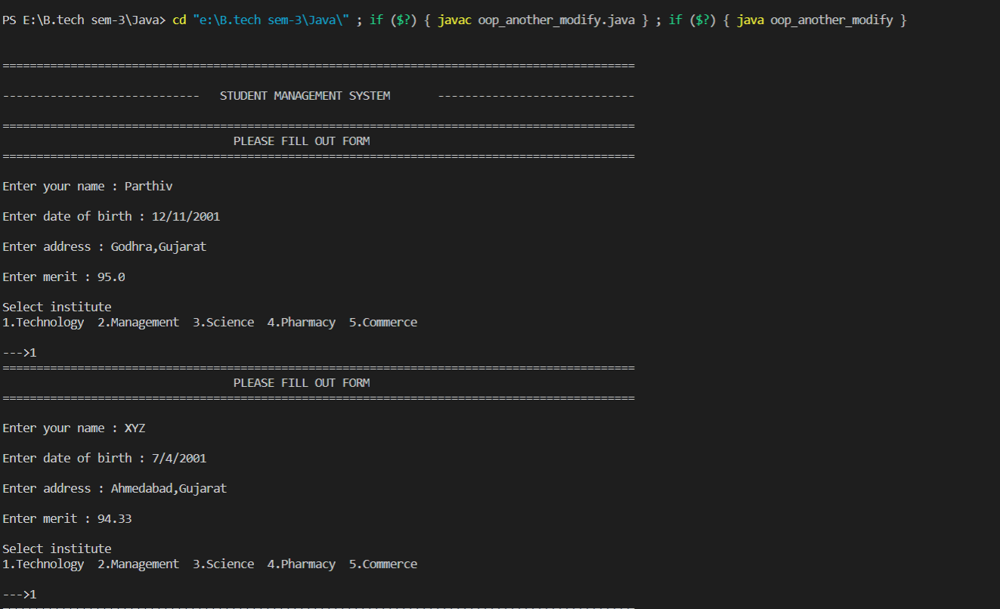 PS E:\B.tech sem-3\Java> cd "e:\B.tech sem-3\Java\" ; if ($?) { javac oop_another_modify.java } ; if ($?) { java oop_another_modify }
=============================================================================================
----------------------------- STUDENT MANAGEMENT SYSTEM -----------------------------
=============================================================================================
PLEASE FILL OUT FORM
=============================================================================================
Enter your name : Parthiv
Enter date of birth : 12/11/2001
Enter address : Godhra,Gujarat
Enter merit : 95.0
Select institute
1.Technology 2.Management 3.Science 4.Pharmacy 5.Commerce
--->1
=============================================================================================
PLEASE FILL OUT FORM
=============================================================================================
Enter your name : XYZ
Enter date of birth : 7/4/2001
Enter address : Ahmedabad,Gujarat
Enter merit : 94.33
Select institute
1.Technology 2.Management 3.Science 4.Pharmacy 5.Commerce
--->1
=============================================================================================